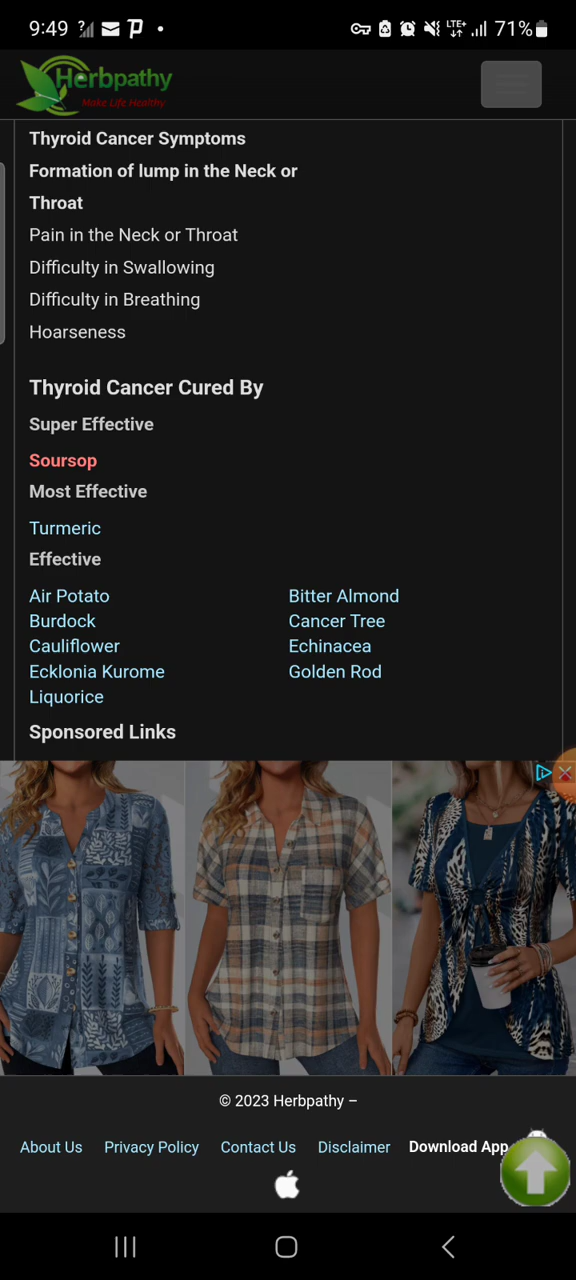 9:49
LTE+
71%
Herbpathy
Make Life Healthy
Thyroid Cancer Symptoms
Formation of lump in the Neck or
Throat
Pain in the Neck or Throat
Difficulty in Swallowing
Difficulty in Breathing
Hoarseness
Thyroid Cancer Cured By
Super Effective
Soursop
Most Effective
Turmeric
Effective
Air Potato Bitter Almond
Burdock Cancer Tree
Cauliflower Echinacea
Ecklonia Kurome Golden Rod
Liquorice
Sponsored Links
© 2023 Herbpathy –
About Us Privacy Policy Contact Us Disclaimer Download App